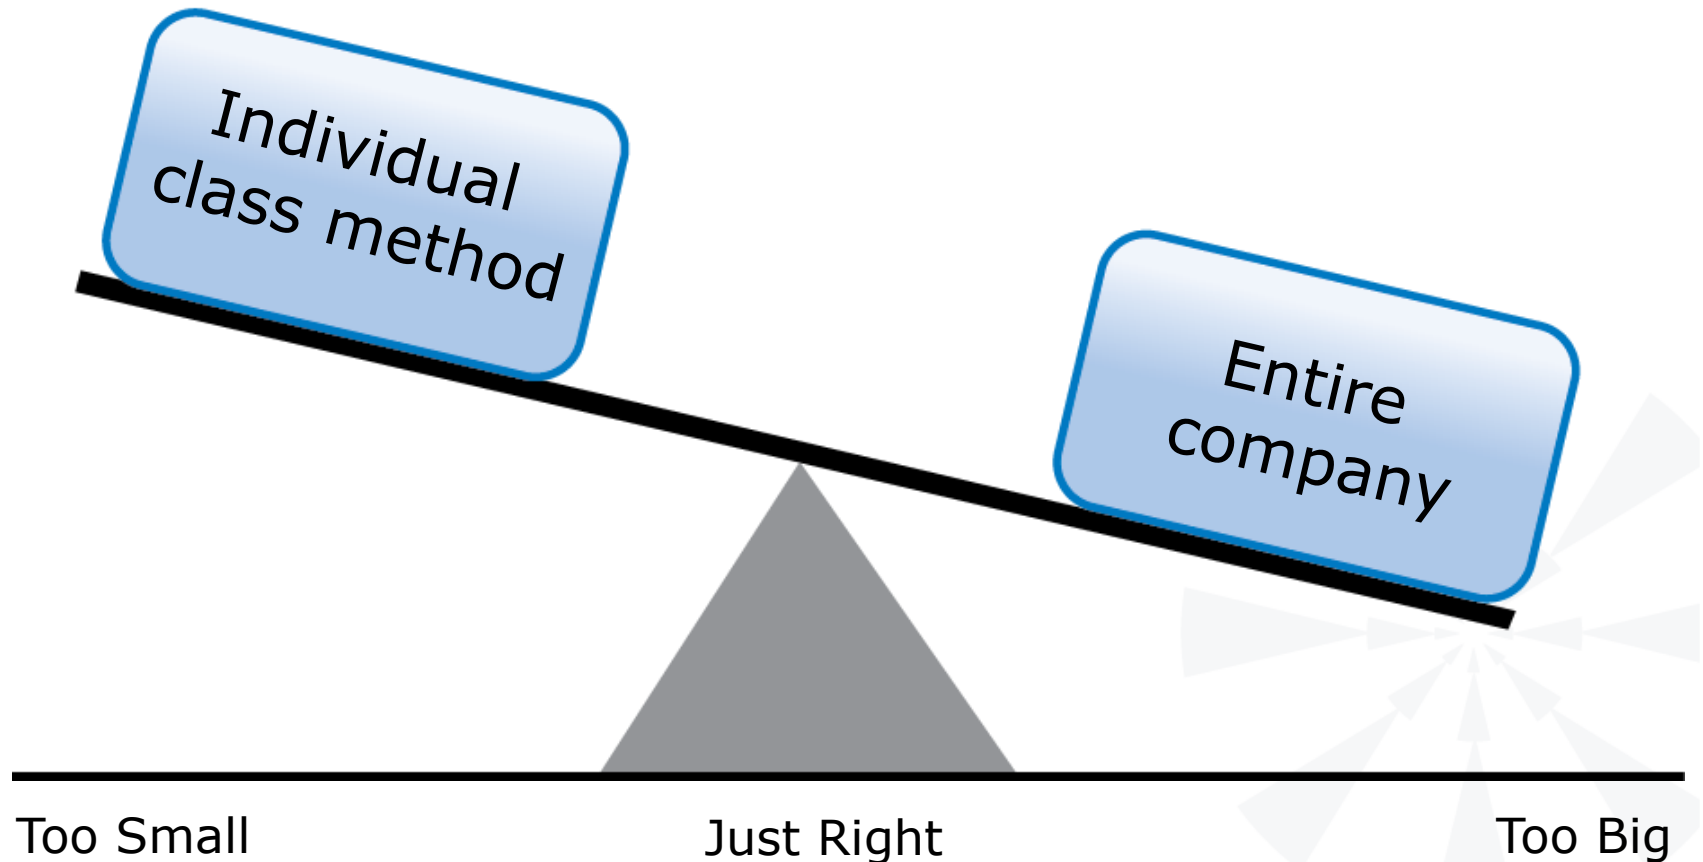 Individual
class method
Entire
company
Too Small
Just Right
Too Big